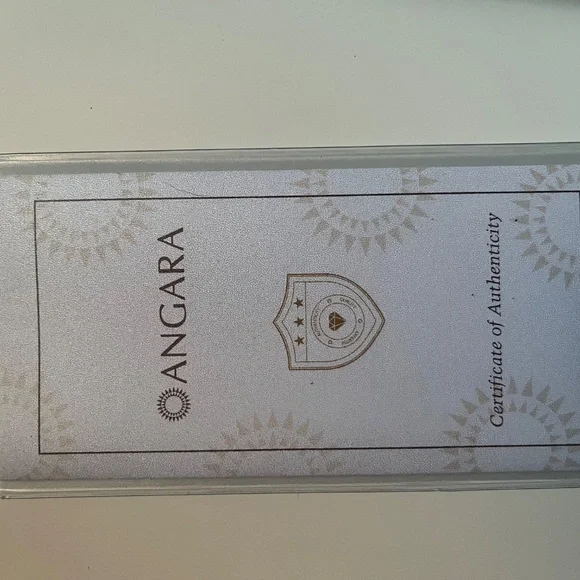 ANGARA
Certificate of Authenticity